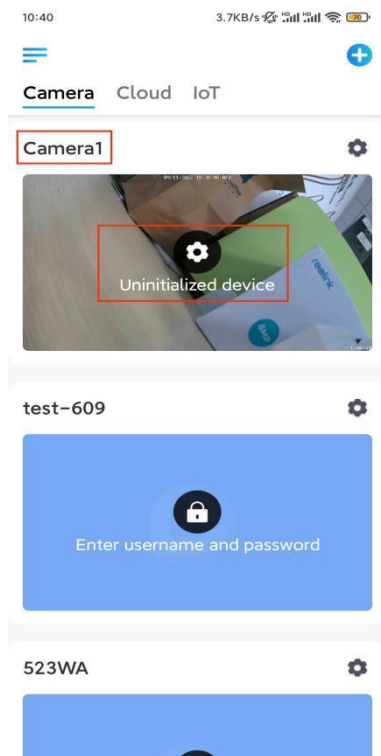 10:40 3.7KB/s 70
Camera Cloud IoT
Camera1
Uninitialized device
reolink
BMP
test-609
Enter username and password
523WA